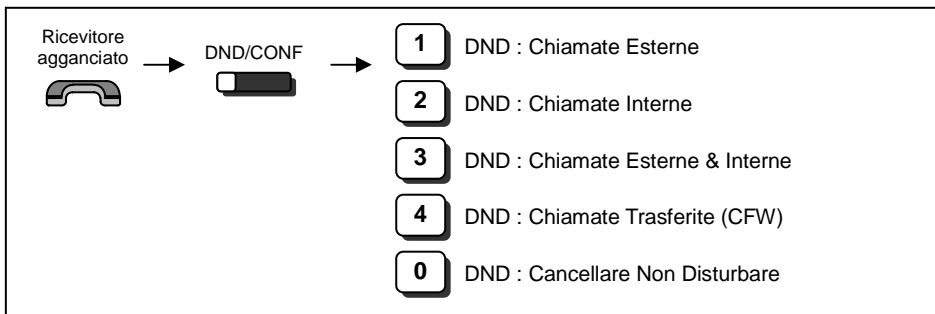 Ricevitore
agganciato
DND/CONF
1 DND : Chiamate Esterne
2 DND : Chiamate Interne
3 DND : Chiamate Esterne & Interne
4 DND : Chiamate Trasferite (CFW)
0 DND : Cancellare Non Disturbare